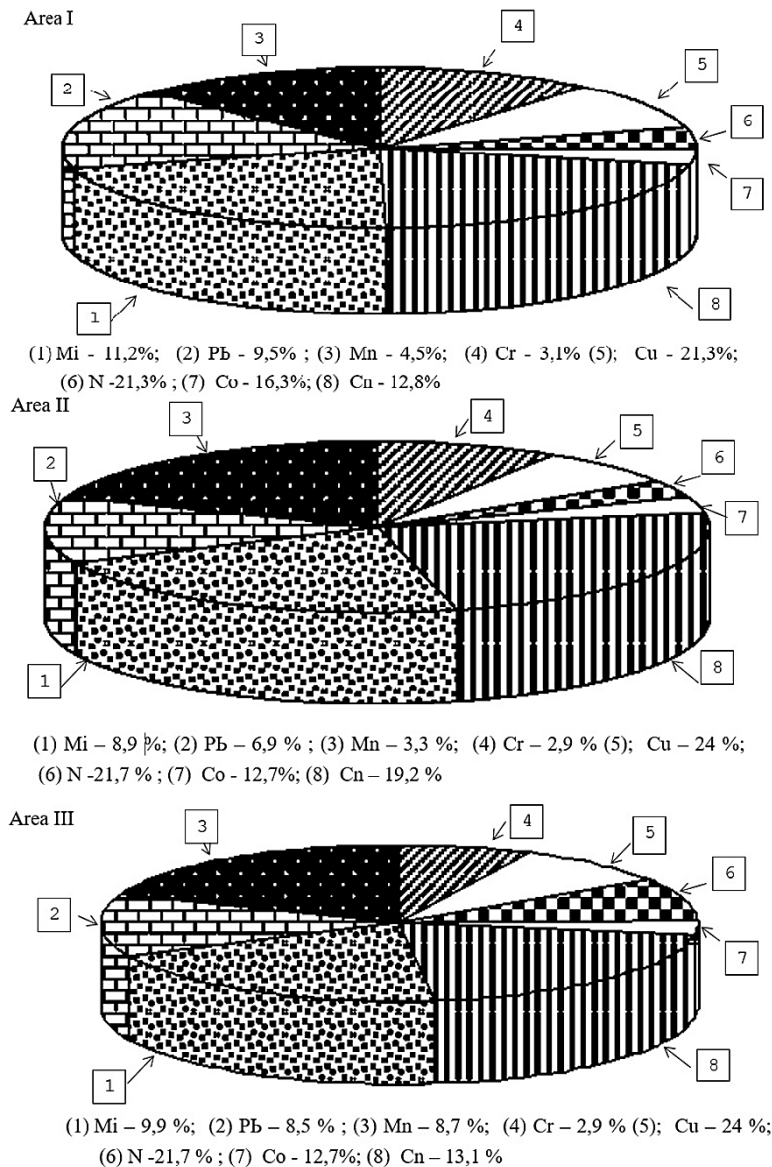 Area I
3
4
2
5
6
7
1
8
(1) Mi - 11,2%; (2) РЬ - 9,5% ; (3) Mn - 4,5%; (4) Cr - 3,1% (5); Cu - 21,3%;
(6) N -21,3% ; (7) Co - 16,3%; (8) Cn - 12,8%
Area II
3
4
5
2
6
7
1
8
(1) Mi – 8,9 %; (2) РЬ – 6,9 % ; (3) Mn – 3,3 %; (4) Cr – 2,9 % (5); Cu – 24 %;
(6) N -21,7 % ; (7) Co - 12,7%; (8) Cn – 19,2 %
Area III
3
4
5
6
2
7
8
1
(1) Mi – 9,9 %; (2) РЬ – 8,5 % ; (3) Mn – 8,7 %; (4) Cr – 2,9 % (5); Cu – 24 %;
(6) N -21,7 % ; (7) Co - 12,7%; (8) Cn – 13,1 %